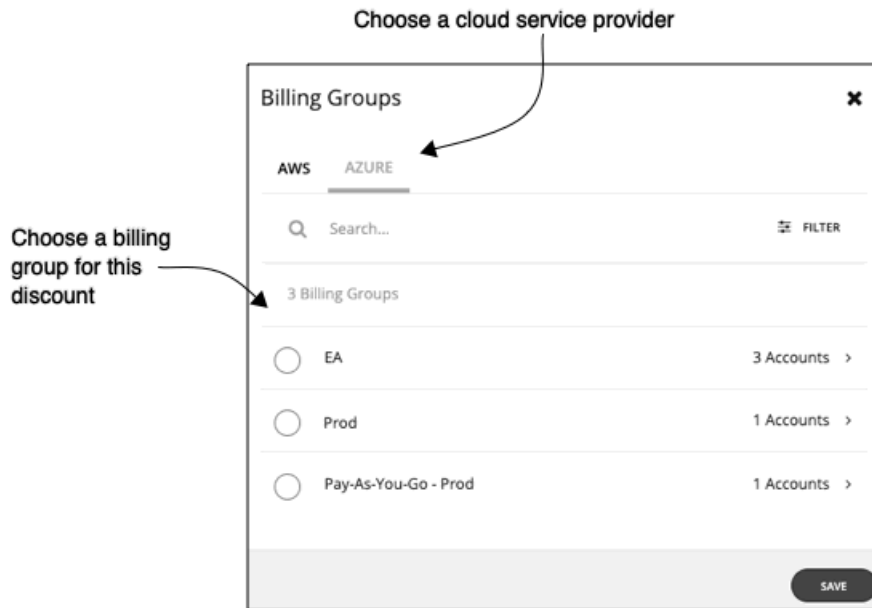 Choose a cloud service provider
Billing Groups
AWS AZURE
Search...
FILTER
Choose a billing
group for this
discount
3 Billing Groups
EA 3 Accounts >
Prod 1 Accounts >
Pay-As-You-Go - Prod 1 Accounts >
SAVE